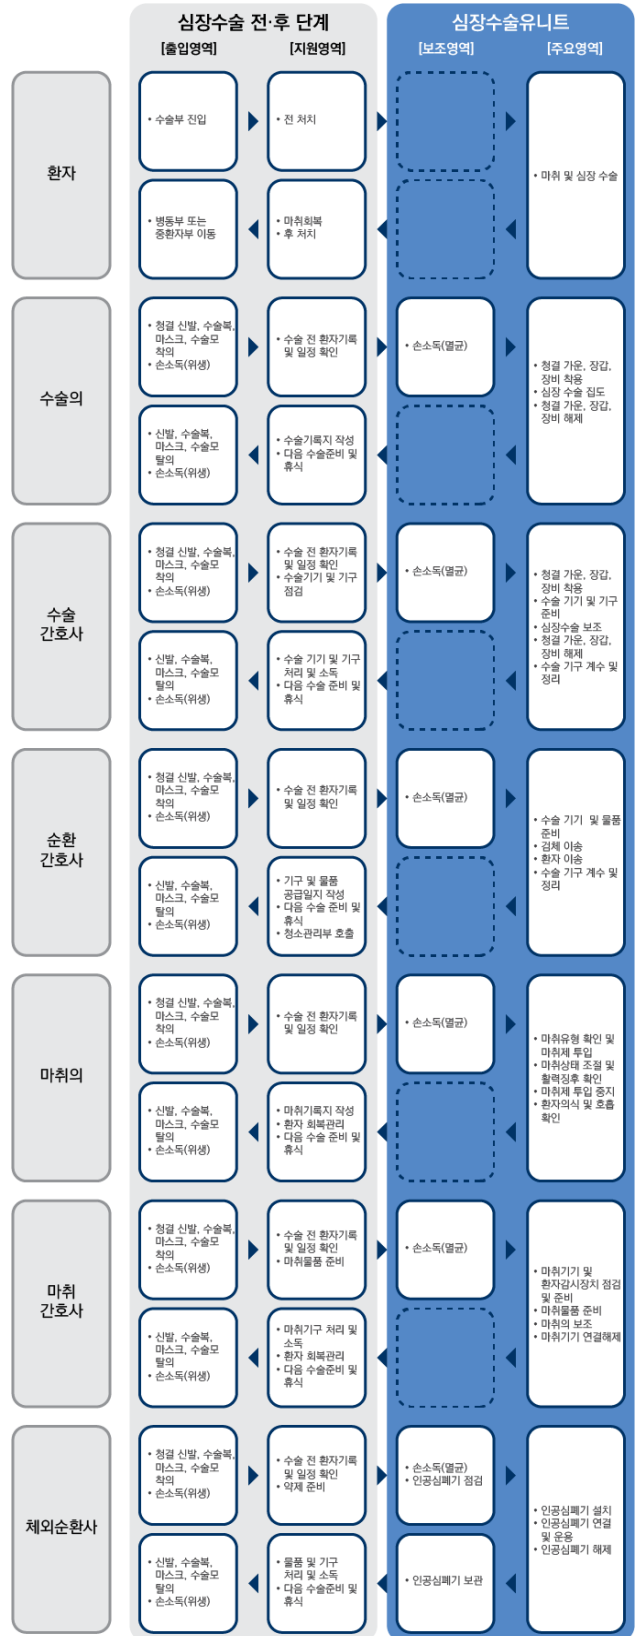 심장수술 전·후 단계
심장수술유니트
[출입영역]
[지원영역]
[보조영역]
[주요영역]
환자
• 수술부 진입
• 전 처치
• 마취 및 심장 수술
• 병동부 또는
중환자부 이동
• 마취회복
• 후 처치
수술의
• 청결 신발, 수술복,
마스크, 수술모
착의
• 손소독(위생)
• 수술 전 환자기록
및 일정 확인
• 손소독(멸균)
• 청결 가운, 장갑,
장비 착용
• 심장 수술 집도
• 청결 가운, 장갑,
장비 해제
• 신발, 수술복,
마스크, 수술모
탈의
• 손소독(위생)
• 수술기록지 작성
• 다음 수술준비 및
휴식
수술
간호사
• 청결 신발, 수술복,
마스크, 수술모
착의
• 손소독(위생)
• 수술 전 환자기록
및 일정 확인
• 수술기기 및 기구
점검
• 손소독(멸균)
• 청결 가운, 장갑,
장비 착용
• 수술 기기 및 기구
준비
• 심장수술 보조
• 청결 가운, 장갑,
장비 해제
• 수술 기구 계수 및
정리
• 신발, 수술복,
마스크, 수술모
탈의
• 손소독(위생)
• 수술 기기 및 기구
처리 및 소독
• 다음 수술 준비 및
휴식
순환
간호사
• 청결 신발, 수술복,
마스크, 수술모
착의
• 손소독(위생)
• 수술 전 환자기록
및 일정 확인
• 손소독(멸균)
• 수술 기기 및 물품
준비
• 검체 이송
• 환자 이송
• 수술 기구 계수 및
정리
• 신발, 수술복,
마스크, 수술모
탈의
• 손소독(위생)
• 기구 및 물품
공급일지 작성
• 다음 수술 준비 및
휴식
• 청소관리부 호출
마취의
• 청결 신발, 수술복,
마스크, 수술모
착의
• 손소독(위생)
• 수술 전 환자기록
및 일정 확인
• 손소독(멸균)
• 마취유형 확인 및
마취제 투입
• 마취상태 조절 및
활력징후 확인
• 마취제 투입 중지
• 환자의식 및 호흡
확인
• 신발, 수술복,
마스크, 수술모
탈의
• 손소독(위생)
• 마취기록지 작성
• 환자 회복관리
• 다음 수술 준비 및
휴식
마취
간호사
• 청결 신발, 수술복,
마스크, 수술모
착의
• 손소독(위생)
• 수술 전 환자기록
및 일정 확인
• 마취물품 준비
• 손소독(멸균)
• 마취기기 및
환자감시장치 점검
및 준비
• 마취물품 준비
• 마취의 보조
• 마취기기 연결해제
• 신발, 수술복,
마스크, 수술모
탈의
• 손소독(위생)
• 마취기구 처리 및
소독
• 환자 회복관리
• 다음 수술준비 및
휴식
체외순환사
• 청결 신발, 수술복,
마스크, 수술모
착의
• 손소독(위생)
• 수술 전 환자기록
및 일정 확인
• 약제 준비
• 손소독(멸균)
• 인공심폐기 점검
• 인공심폐기 설치
• 인공심폐기 연결
및 운용
• 인공심폐기 해제
• 신발, 수술복,
마스크, 수술모
탈의
• 손소독(위생)
• 물품 및 기구
처리 및 소독
• 다음 수술준비 및
휴식
• 인공심폐기 보관